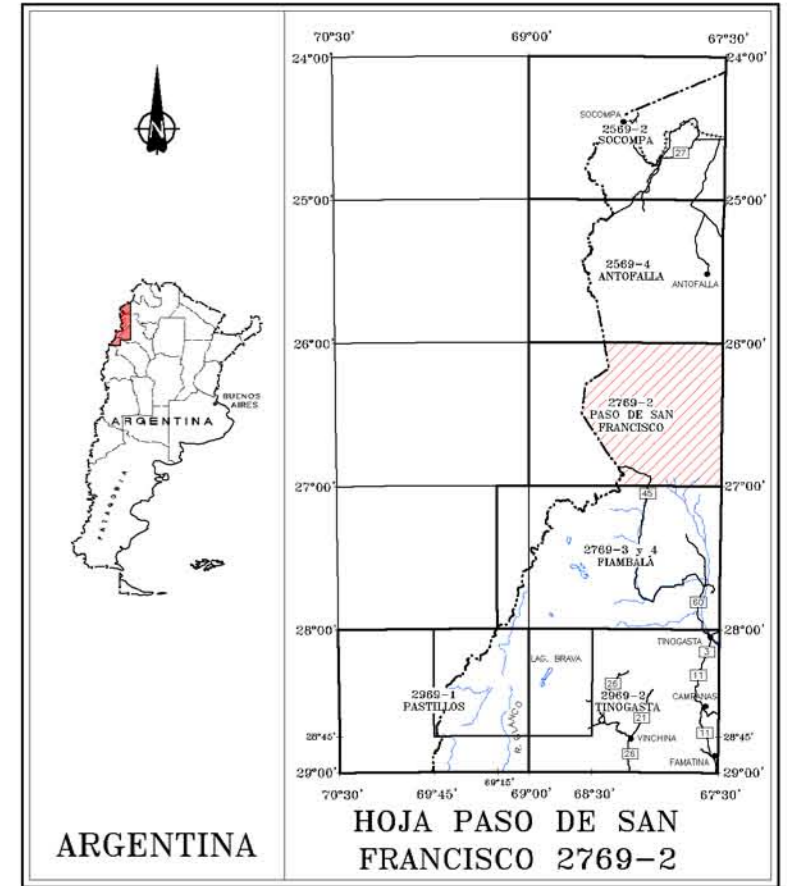 N
ARGENTINA
BUENOS
AIRES
PATAGONIA
ARGENTINA
70°30'
69°00'
67°30'
24°00'
24°00'
SOCOMPA
2569-2
SOCOMPA
27
25°00'
25°00'
2569-4
ANTOFALLA
ANTOFALLA
26°00'
26°00'
2769-2
PASO DE SAN
FRANCISCO
27°00'
27°00'
45
2769-3 y 4
FIAMBALÁ
60
28°00'
28°00'
TINOGASTA
3
LAG. BRAVA
11
26
2969-1
PASTILLOS
2969-2
TINOGASTA
CAMPANAS
21
R. BLANCO
11
28°45'
28°45'
VINCHINA
26
FAMATINA
29°00'
29°00'
69°15'
70°30'
69°45'
69°00'
68°30'
67°30'
HOJA PASO DE SAN
FRANCISCO 2769-2